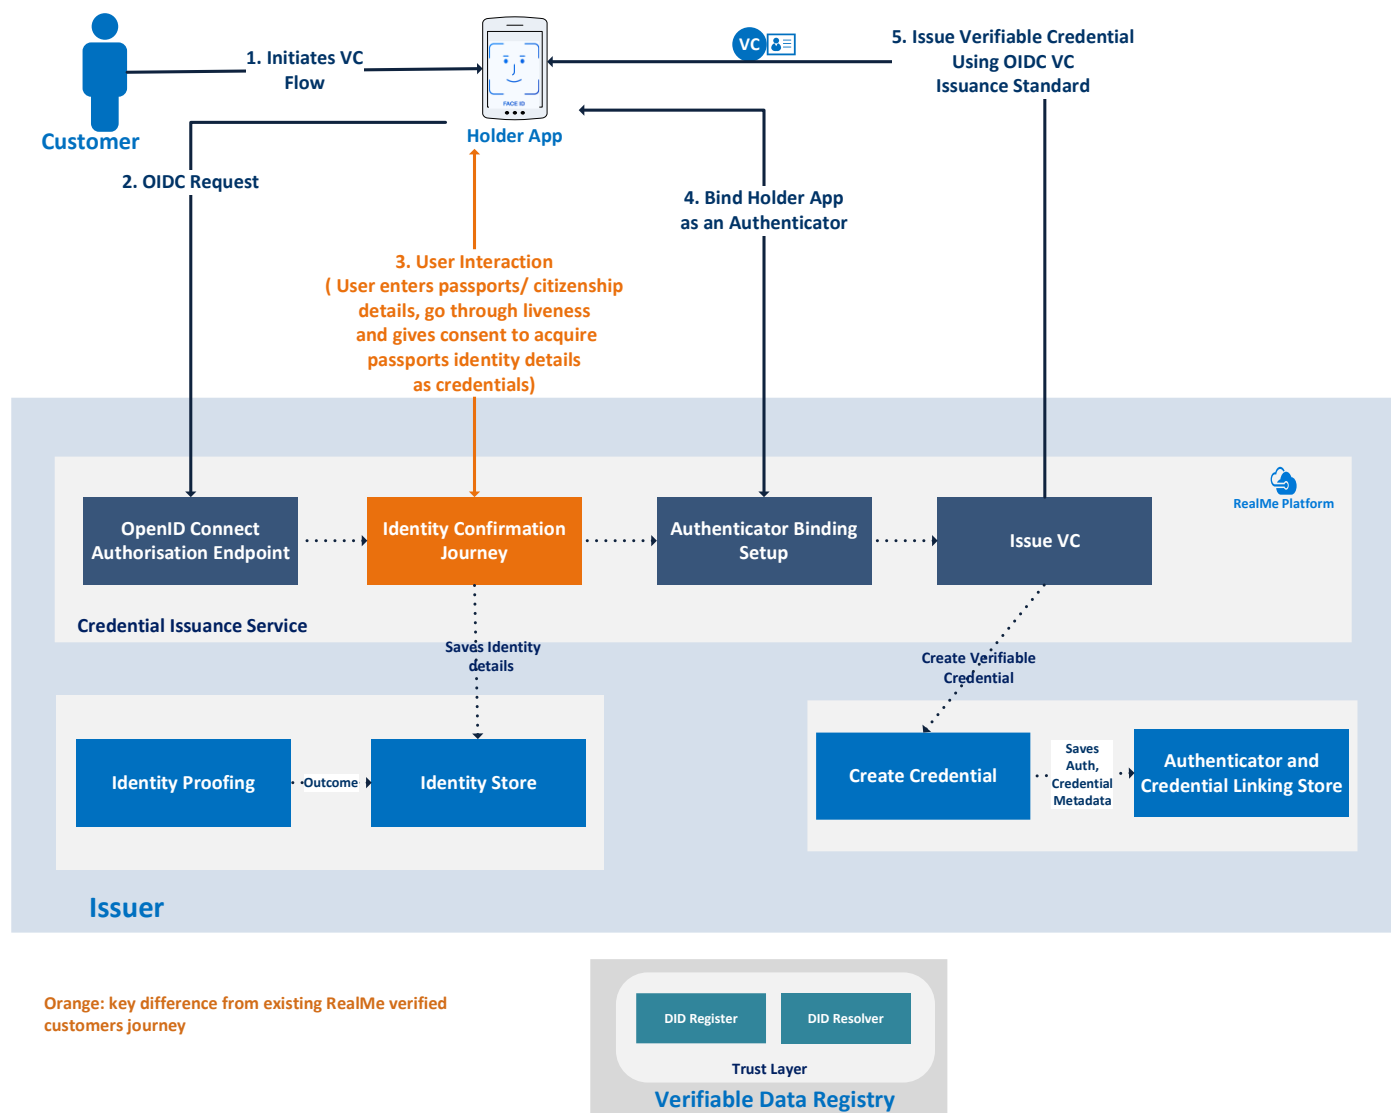 1. Initiates VC
Flow
VC
FACE ID
5. Issue Verifiable Credential
Using OIDC VC
Issuance Standard
Customer
Holder App
2. OIDC Request
4. Bind Holder App
as an Authenticator
3. User Interaction
( User enters passports/ citizenship
details, go through liveness
and gives consent to acquire
passports identity details
as credentials)
RealMe Platform
OpenID Connect
Authorisation Endpoint
Identity Confirmation
Journey
Authenticator Binding
Setup
Issue VC
Credential Issuance Service
Saves Identity
details
Create Verifiable
Credential
Identity Proofing
Outcome
Identity Store
Create Credential
Saves
Auth,
Credential
Metadata
Authenticator and
Credential Linking Store
Issuer
Orange: key difference from existing RealMe verified
customers journey
DID Register
DID Resolver
Trust Layer
Verifiable Data Registry